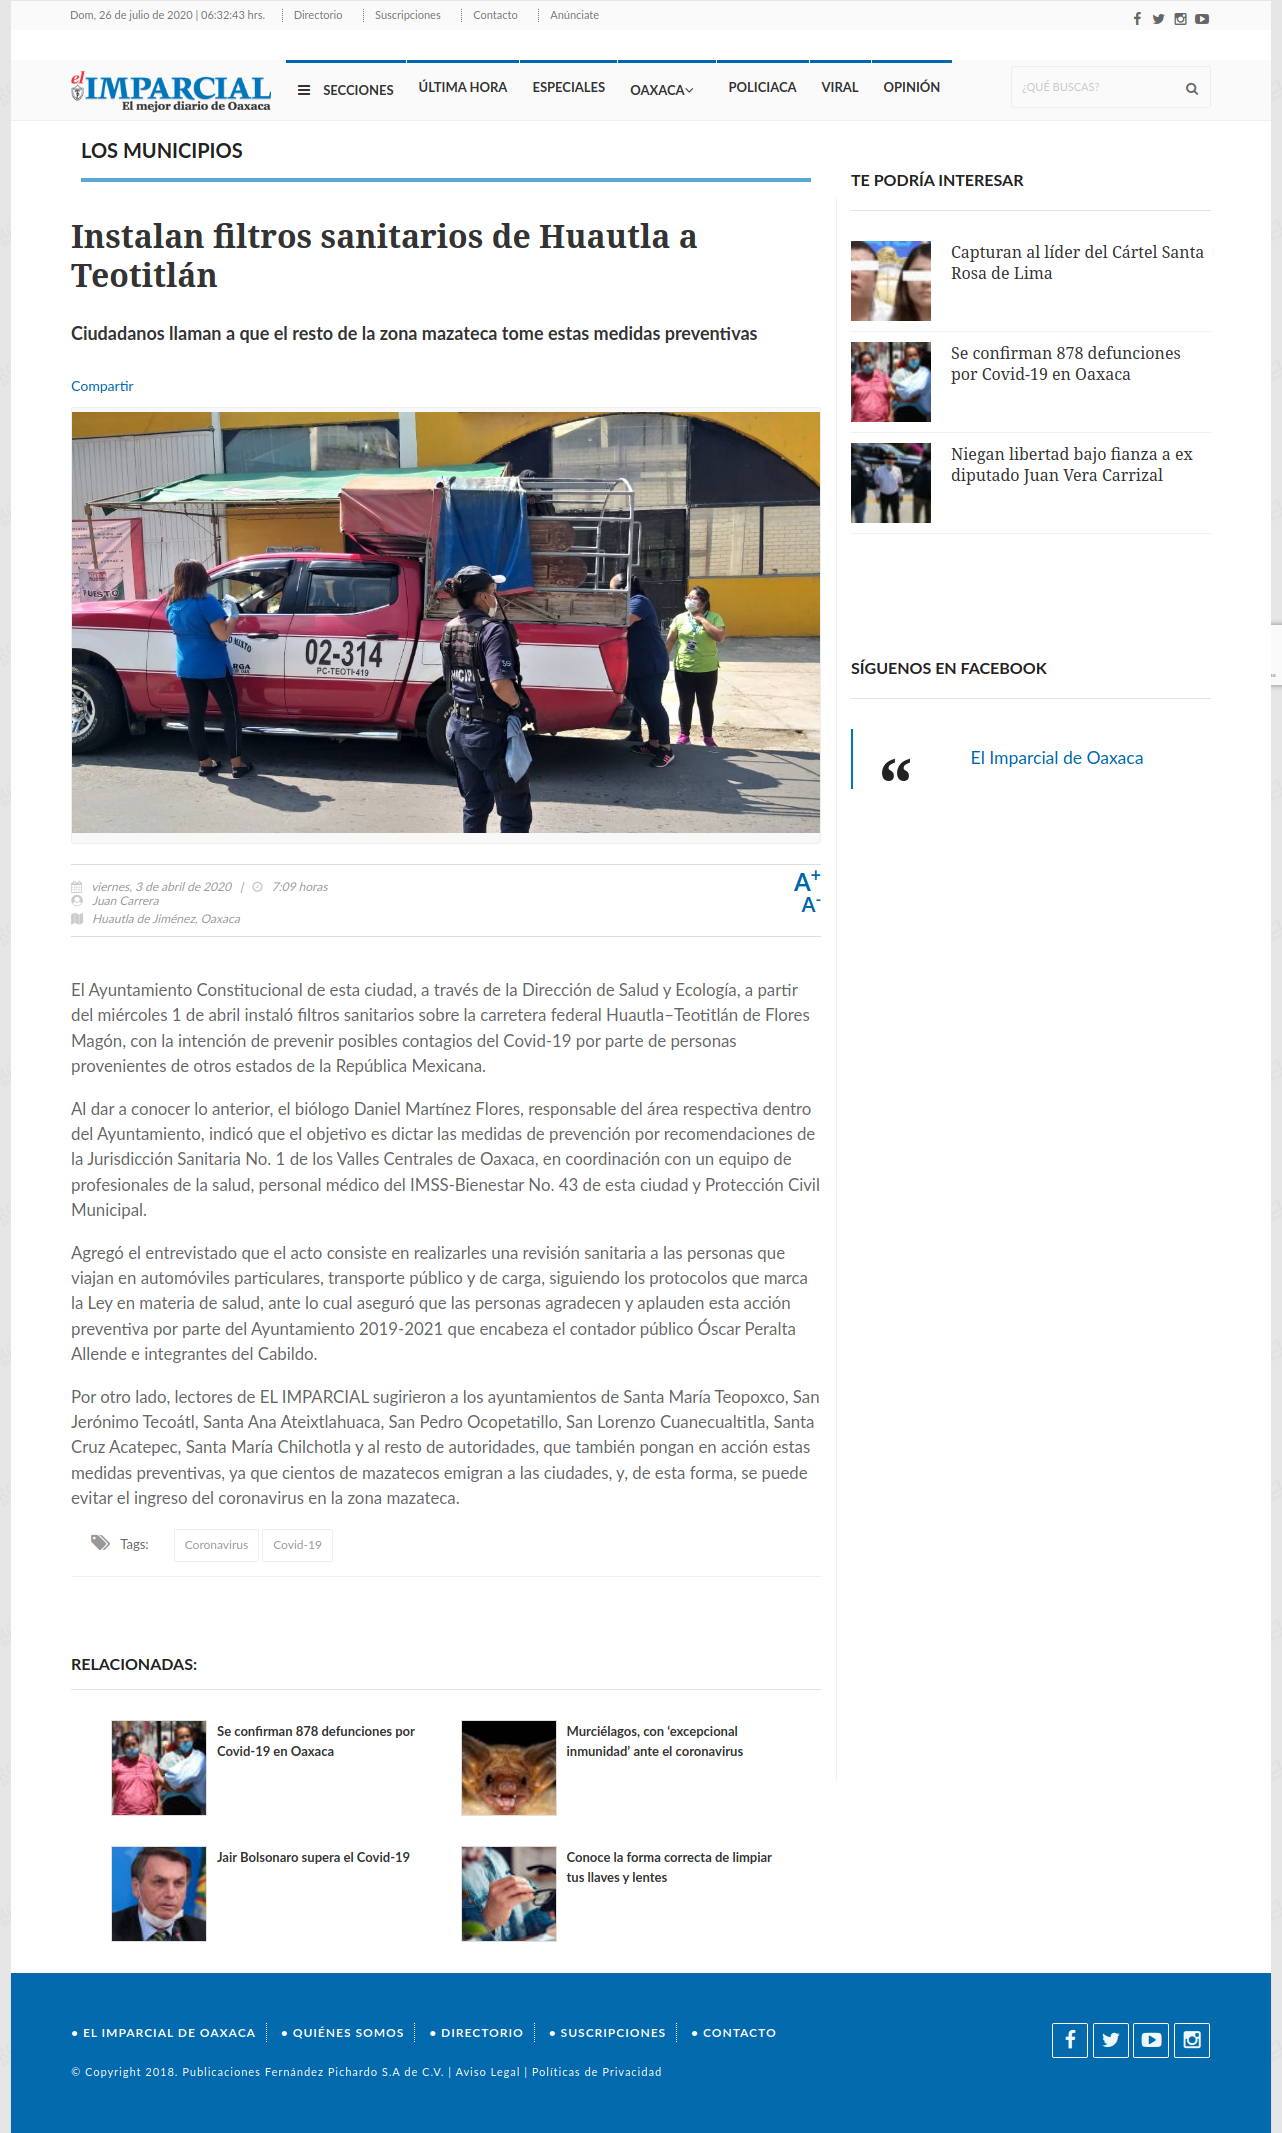 Dom, 26 de julio de 2020 | 06:32:43 hrs.
Directorio
Suscripciones
Contacto
Anúnciate
el IMPARCIAL
El mejor diario de Oaxaca
SECCIONES
ÚLTIMA HORA
ESPECIALES
OAXACA
POLICIACA
VIRAL
OPINIÓN
¿QUÉ BUSCAS?
LOS MUNICIPIOS
Instalan filtros sanitarios de Huautla a
Teotitlán
Ciudadanos llaman a que el resto de la zona mazateca tome estas medidas preventivas
Compartir
PUESTO
MIXTO
RGA
02-314
PC-TEOTI-419
NICIPAL
viernes, 3 de abril de 2020 | 7:09 horas
Juan Carrera
Huautla de Jiménez, Oaxaca
A+
A-
El Ayuntamiento Constitucional de esta ciudad, a través de la Dirección de Salud y Ecología, a partir
del miércoles 1 de abril instaló filtros sanitarios sobre la carretera federal Huautla–Teotitlán de Flores
Magón, con la intención de prevenir posibles contagios del Covid-19 por parte de personas
provenientes de otros estados de la República Mexicana.
Al dar a conocer lo anterior, el biólogo Daniel Martínez Flores, responsable del área respectiva dentro
del Ayuntamiento, indicó que el objetivo es dictar las medidas de prevención por recomendaciones de
la Jurisdicción Sanitaria No. 1 de los Valles Centrales de Oaxaca, en coordinación con un equipo de
profesionales de la salud, personal médico del IMSS-Bienestar No. 43 de esta ciudad y Protección Civil
Municipal.
Agregó el entrevistado que el acto consiste en realizarles una revisión sanitaria a las personas que
viajan en automóviles particulares, transporte público y de carga, siguiendo los protocolos que marca
la Ley en materia de salud, ante lo cual aseguró que las personas agradecen y aplauden esta acción
preventiva por parte del Ayuntamiento 2019-2021 que encabeza el contador público Óscar Peralta
Allende e integrantes del Cabildo.
Por otro lado, lectores de EL IMPARCIAL sugirieron a los ayuntamientos de Santa María Teopoxco, San
Jerónimo Tecoátl, Santa Ana Ateixtlahuaca, San Pedro Ocopetatillo, San Lorenzo Cuanecualtitla, Santa
Cruz Acatepec, Santa María Chilchotla y al resto de autoridades, que también pongan en acción estas
medidas preventivas, ya que cientos de mazatecos emigran a las ciudades, y, de esta forma, se puede
evitar el ingreso del coronavirus en la zona mazateca.
Tags:
Coronavirus
Covid-19
RELACIONADAS:
Se confirman 878 defunciones por
Covid-19 en Oaxaca
Murciélagos, con ‘excepcional
inmunidad’ ante el coronavirus
Jair Bolsonaro supera el Covid-19
Conoce la forma correcta de limpiar
tus llaves y lentes
TE PODRÍA INTERESAR
Capturan al líder del Cártel Santa
Rosa de Lima
Se confirman 878 defunciones
por Covid-19 en Oaxaca
Niegan libertad bajo fianza a ex
diputado Juan Vera Carrizal
SÍGUENOS EN FACEBOOK
“
El Imparcial de Oaxaca
• EL IMPARCIAL DE OAXACA
• QUIÉNES SOMOS
• DIRECTORIO
• SUSCRIPCIONES
• CONTACTO
© Copyright 2018. Publicaciones Fernández Pichardo S.A de C.V. | Aviso Legal | Políticas de Privacidad